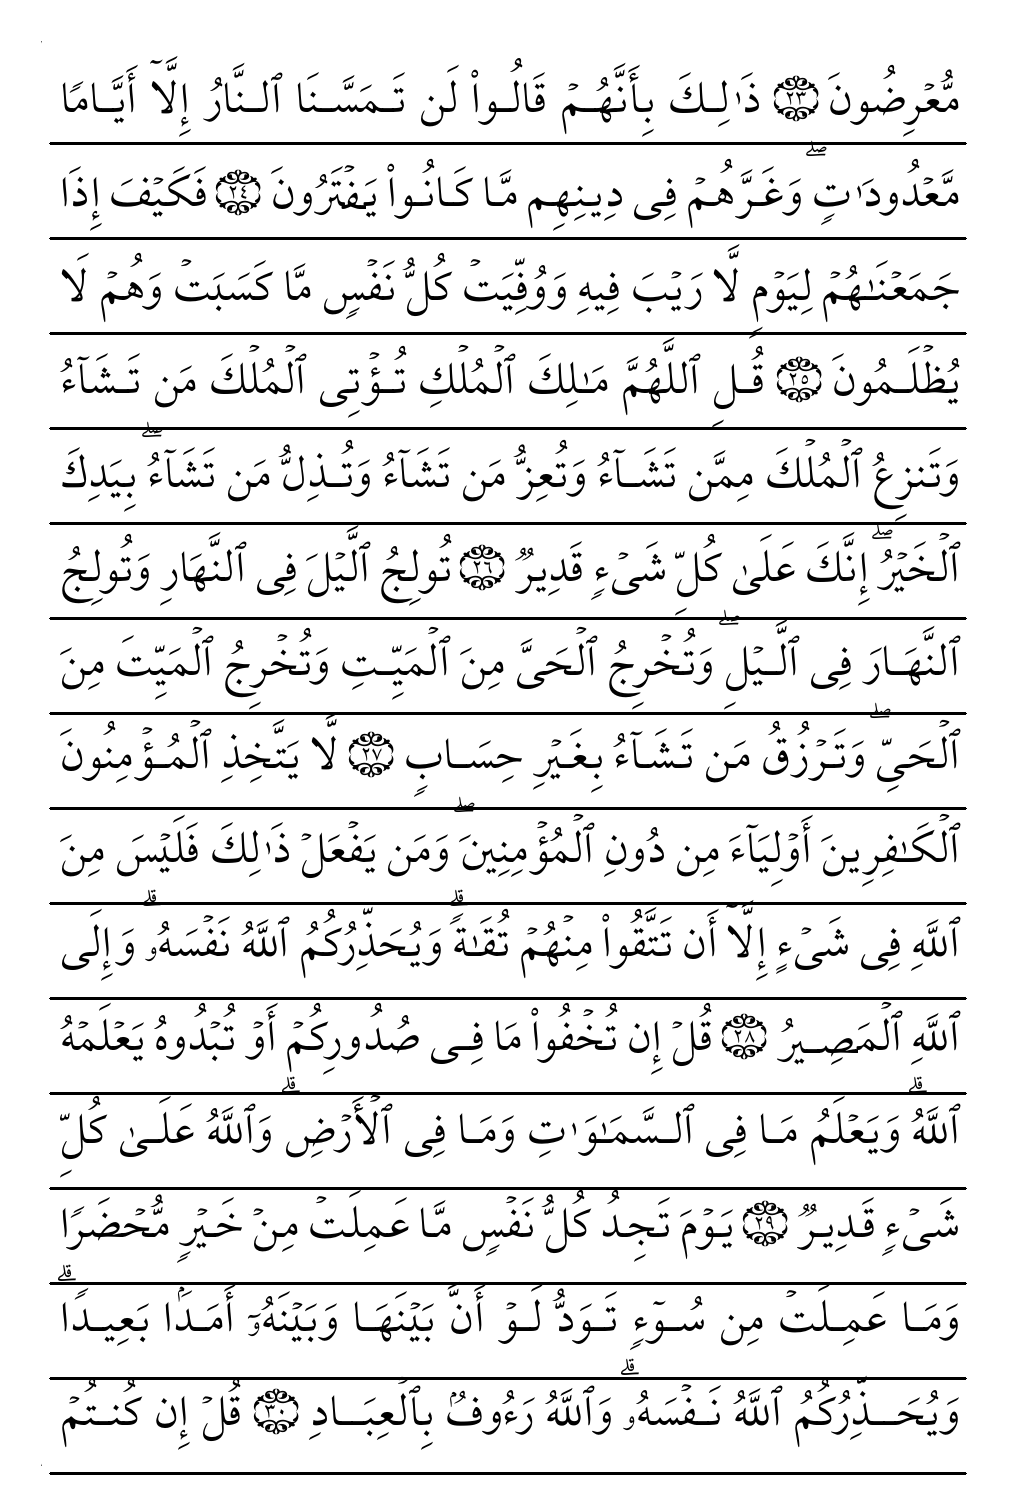 مُّعۡرِضُونَ ٢٣ ذَٰلِكَ بِأَنَّهُمۡ قَالُواْ لَن تَمَسَّنَا ٱلنَّارُ إِلَّآ أَيَّامٗا
مَّعۡدُودَٰتٖۖ وَغَرَّهُمۡ فِي دِينِهِم مَّا كَانُواْ يَفۡتَرُونَ ٢٤ فَكَيۡفَ إِذَا
جَمَعۡنَٰهُمۡ لِيَوۡمٖ لَّا رَيۡبَ فِيهِ وَوُفِّيَتۡ كُلُّ نَفۡسٖ مَّا كَسَبَتۡ وَهُمۡ لَا
يُظۡلَمُونَ ٢٥ قُلِ ٱللَّهُمَّ مَٰلِكَ ٱلۡمُلۡكِ تُؤۡتِي ٱلۡمُلۡكَ مَن تَشَآءُ
وَتَنزِعُ ٱلۡمُلۡكَ مِمَّن تَشَآءُ وَتُعِزُّ مَن تَشَآءُ وَتُذِلُّ مَن تَشَآءُۖ بِيَدِكَ
ٱلۡخَيۡرُۖ إِنَّكَ عَلَىٰ كُلِّ شَيۡءٖ قَدِيرٞ ٢٦ تُولِجُ ٱلَّيۡلَ فِي ٱلنَّهَارِ وَتُولِجُ
ٱلنَّهَارَ فِي ٱلَّيۡلِۖ وَتُخۡرِجُ ٱلۡحَيَّ مِنَ ٱلۡمَيِّتِ وَتُخۡرِجُ ٱلۡمَيِّتَ مِنَ
ٱلۡحَيِّۖ وَتَرۡزُقُ مَن تَشَآءُ بِغَيۡرِ حِسَابٖ ٢٧ لَّا يَتَّخِذِ ٱلۡمُؤۡمِنُونَ
ٱلۡكَٰفِرِينَ أَوۡلِيَآءَ مِن دُونِ ٱلۡمُؤۡمِنِينَۖ وَمَن يَفۡعَلۡ ذَٰلِكَ فَلَيۡسَ مِنَ
ٱللَّهِ فِي شَيۡءٍ إِلَّآ أَن تَتَّقُواْ مِنۡهُمۡ تُقَىٰةٗۗ وَيُحَذِّرُكُمُ ٱللَّهُ نَفۡسَهُۥۗ وَإِلَى
ٱللَّهِ ٱلۡمَصِيرُ ٢٨ قُلۡ إِن تُخۡفُواْ مَا فِي صُدُورِكُمۡ أَوۡ تُبۡدُوهُ يَعۡلَمۡهُ
ٱللَّهُۗ وَيَعۡلَمُ مَا فِي ٱلسَّمَٰوَٰتِ وَمَا فِي ٱلۡأَرۡضِۗ وَٱللَّهُ عَلَىٰ كُلِّ
شَيۡءٖ قَدِيرٞ ٢٩ يَوۡمَ تَجِدُ كُلُّ نَفۡسٖ مَّا عَمِلَتۡ مِنۡ خَيۡرٖ مُّحۡضَرٗا
وَمَا عَمِلَتۡ مِن سُوٓءٖ تَوَدُّ لَوۡ أَنَّ بَيۡنَهَا وَبَيۡنَهُۥٓ أَمَدَۢا بَعِيدٗاۗ
وَيُحَذِّرُكُمُ ٱللَّهُ نَفۡسَهُۥۗ وَٱللَّهُ رَءُوفُۢ بِٱلۡعِبَادِ ٣٠ قُلۡ إِن كُنتُمۡ